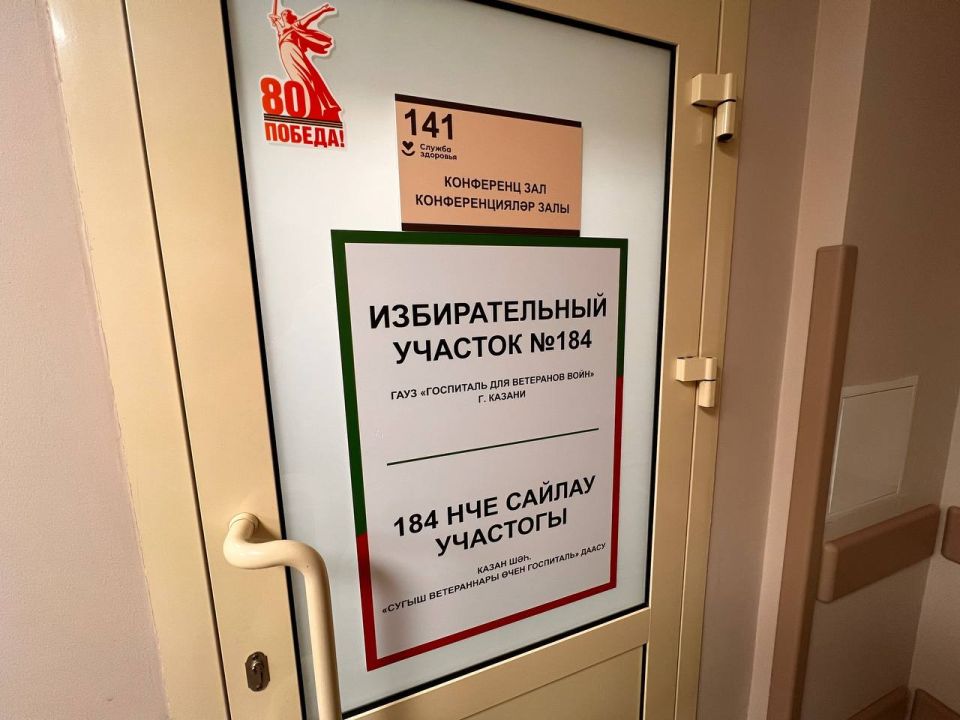 80
ПОБЕДА!
141
Служба
здоровья
КОНФЕРЕНЦ ЗАЛ
КОНФЕРЕНЦИЯЛӘР ЗАЛЫ
ИЗБИРАТЕЛЬНЫЙ
УЧАСТОК №184
ГАУЗ «ГОСПИТАЛЬ ДЛЯ ВЕТЕРАНОВ ВОЙН»
Г. КАЗАНИ
184 НЧЕ САЙЛАУ
УЧАСТОГЫ
КАЗАН ШӘҺ.
«СУГЫШ ВЕТЕРАННАРЫ ӨЧЕН ГОСПИТАЛЬ» ДААСУ